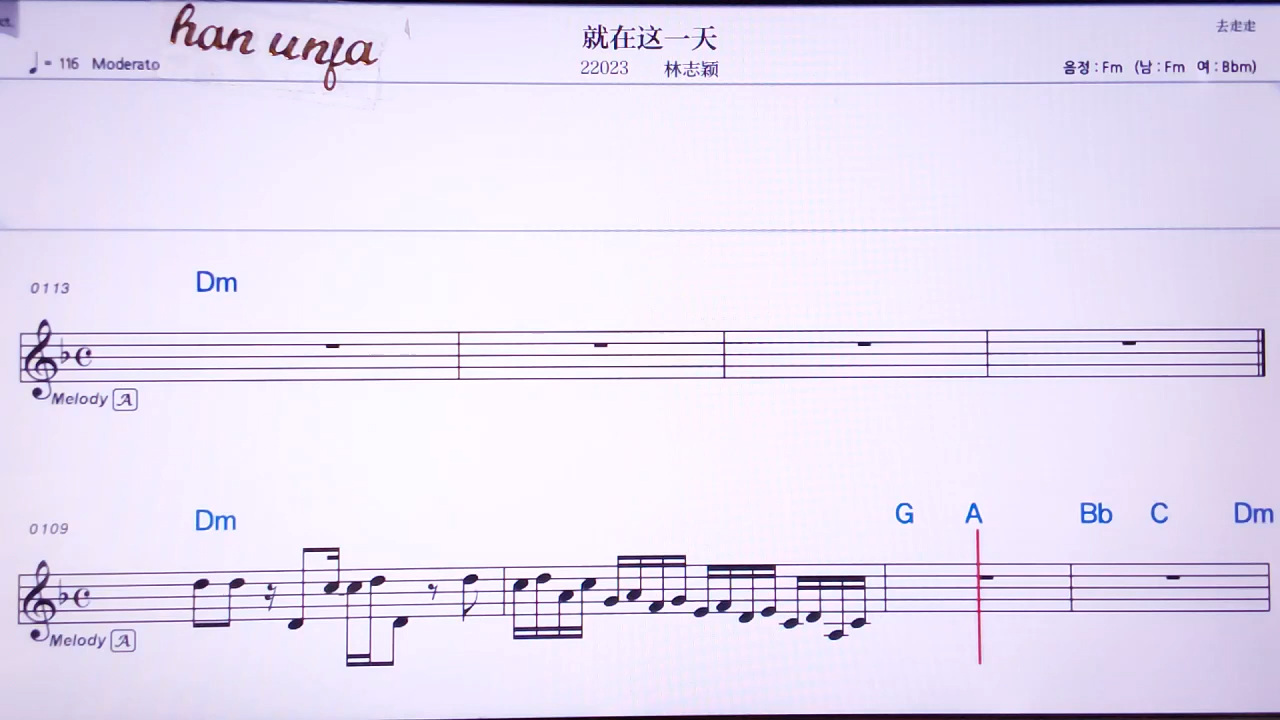 ct.
han unfa
就在这一天
去走走
♩= 116 Moderato
22023 林志颖
음정 : Fm (남 : Fm 여 : Bbm)
0113 Dm
Melody A
0109 Dm G A Bb C Dm
Melody A